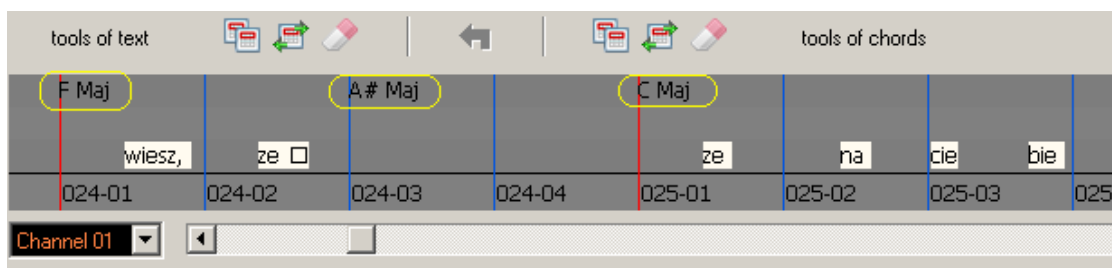 tools of text tools of chords
F Maj A# Maj C Maj
wiesz, ze □ ze na cie bie
024-01 024-02 024-03 024-04 025-01 025-02 025-03 025
Channel 01